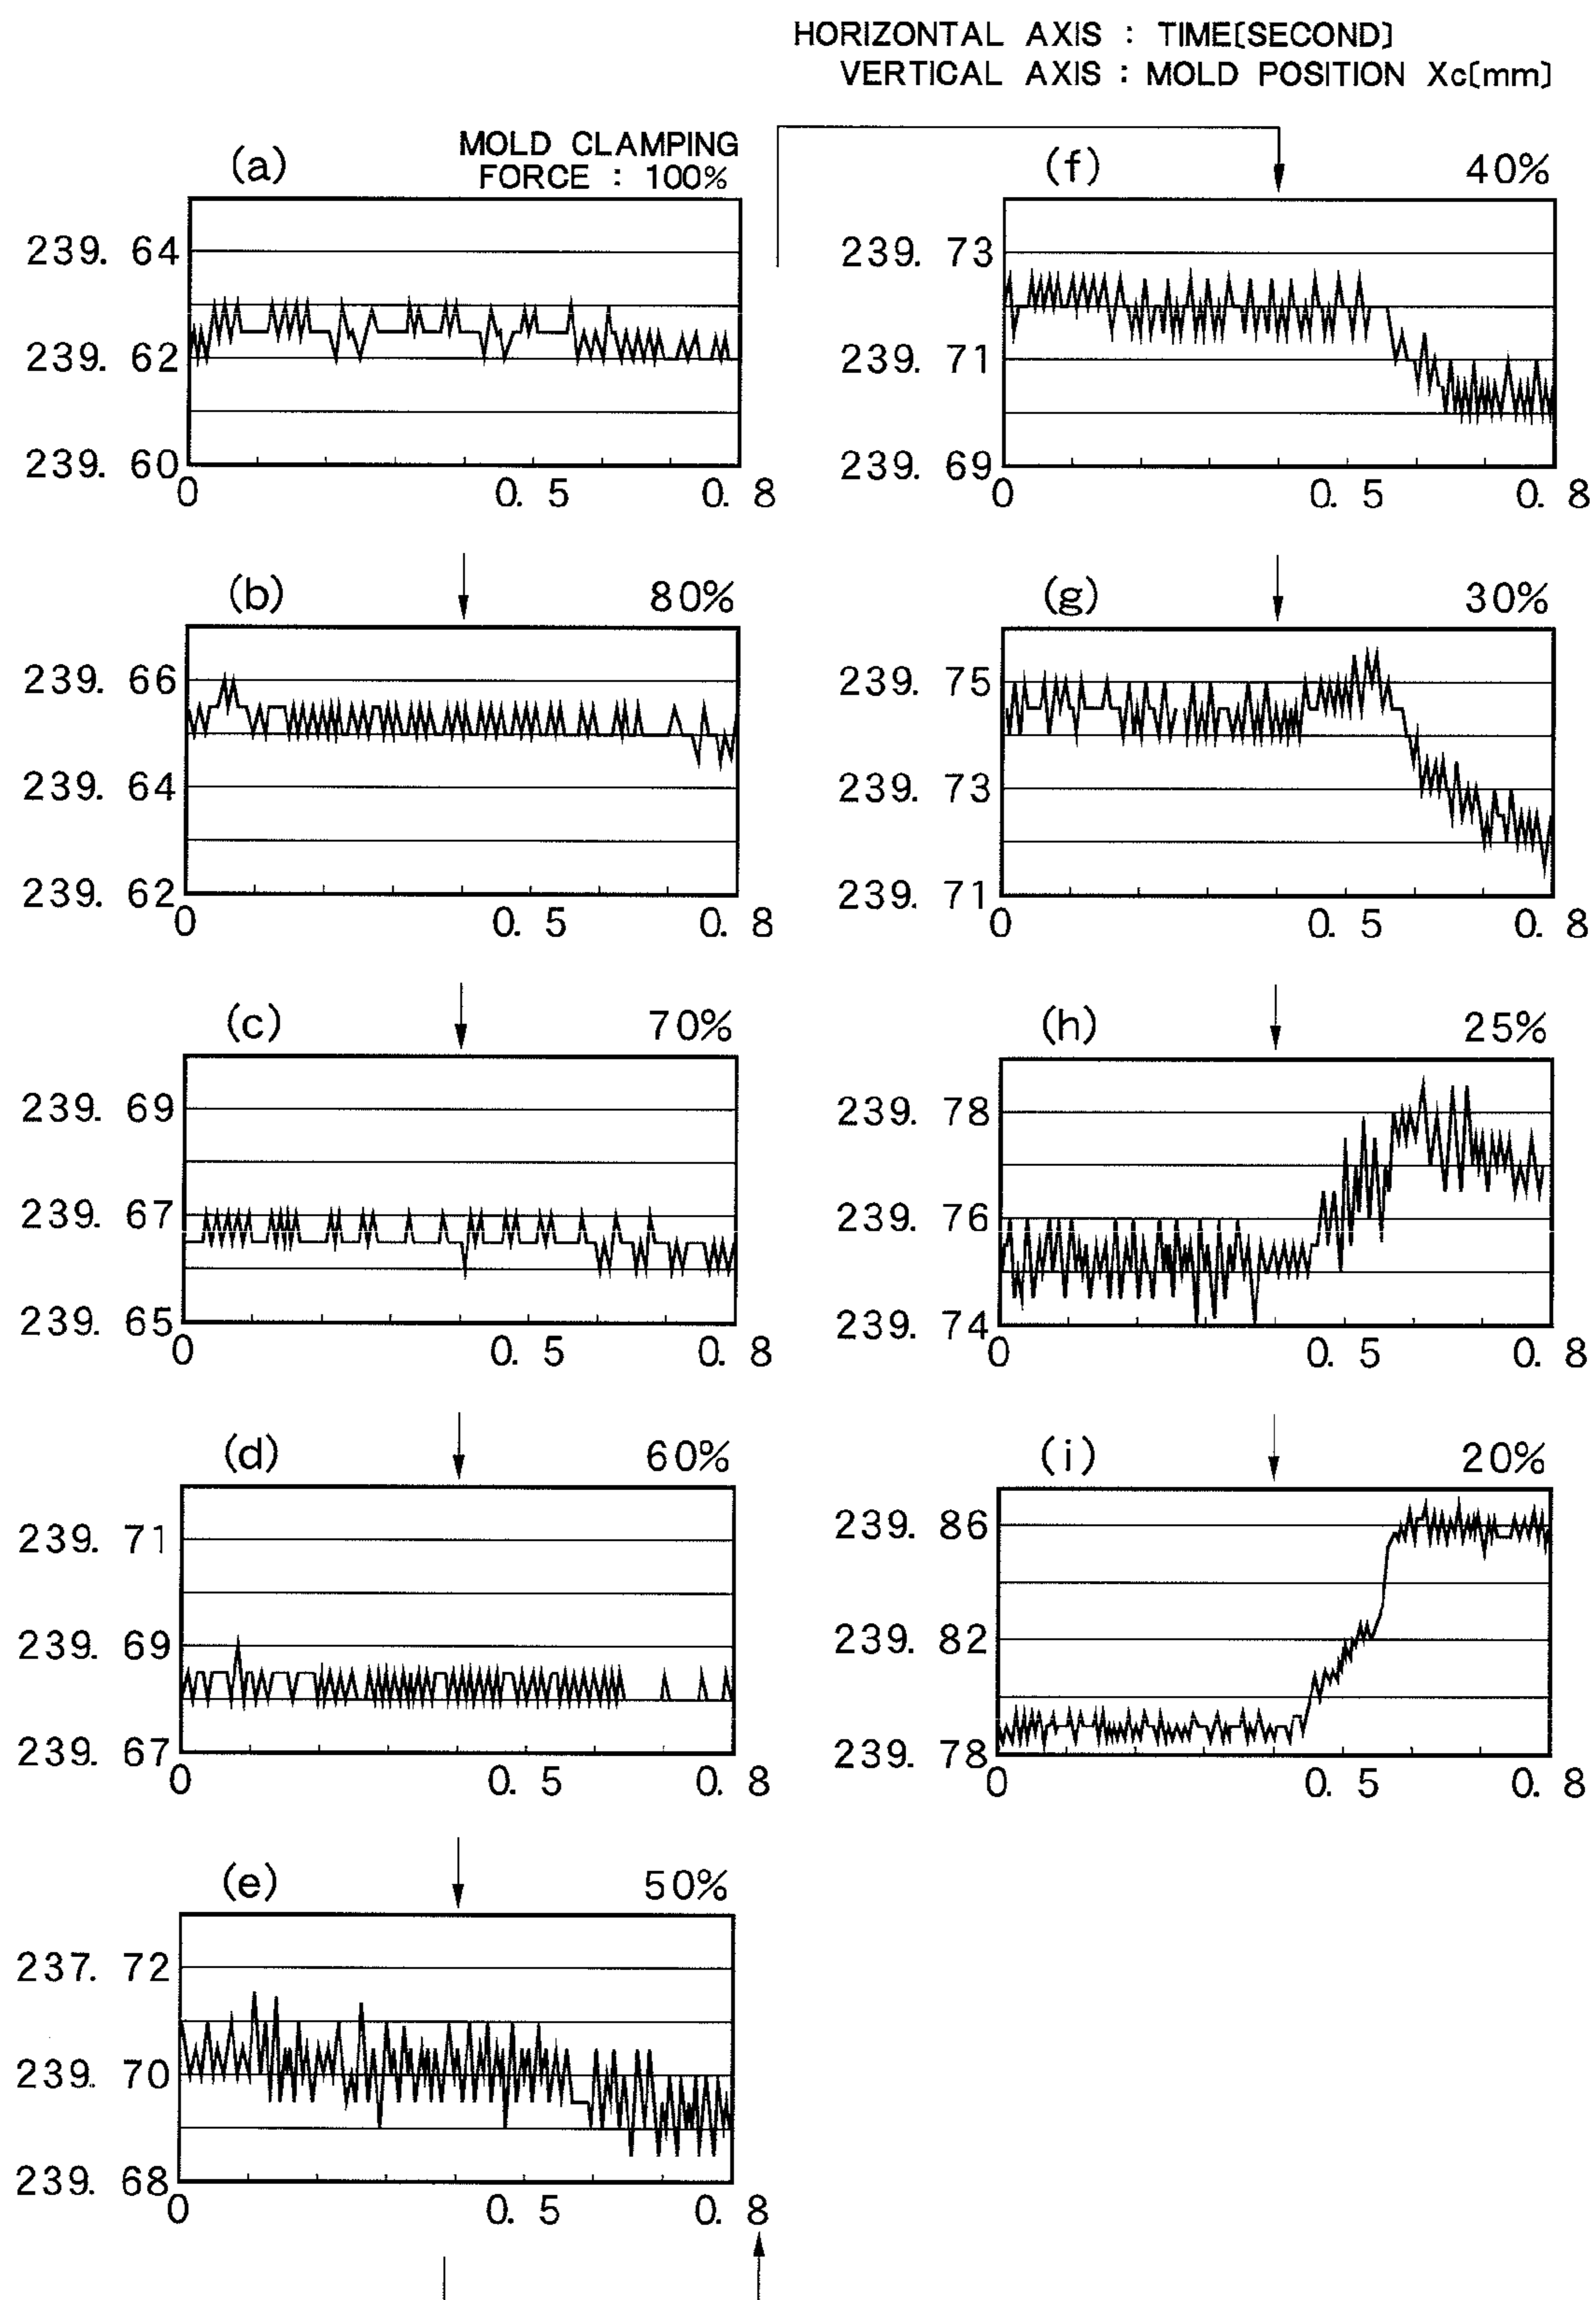 HORIZONTAL AXIS : TIME[SECOND]
VERTICAL AXIS : MOLD POSITION Xc[mm]
(a)
MOLD CLAMPING
FORCE : 100%
239. 64
239. 62
239. 60
0 0. 5 0. 8
(b) 80%
239. 66
239. 64
239. 62
0 0. 5 0. 8
(c) 70%
239. 69
239. 67
239. 65
0 0. 5 0. 8
(d) 60%
239. 71
239. 69
239. 67
0 0. 5 0. 8
(e) 50%
237. 72
239. 70
239. 68
0 0. 5 0. 8
(f) 40%
239. 73
239. 71
239. 69
0 0. 5 0. 8
(g) 30%
239. 75
239. 73
239. 71
0 0. 5 0. 8
(h) 25%
239. 78
239. 76
239. 74
0 0. 5 0. 8
(i) 20%
239. 86
239. 82
239. 78
0 0. 5 0. 8